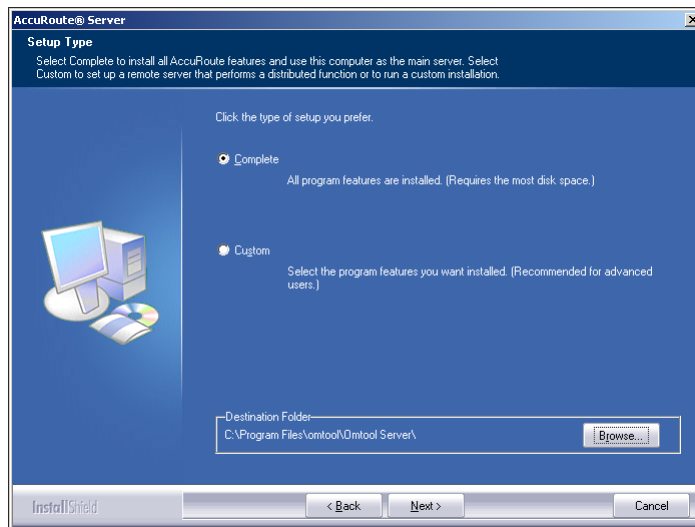 AccuRoute® Server
Setup Type
Select Complete to install all AccuRoute features and use this computer as the main server. Select
Custom to set up a remote server that performs a distributed function or to run a custom installation.
Click the type of setup you prefer.
Complete
All program features are installed. (Requires the most disk space.)
Custom
Select the program features you want installed. (Recommended for advanced
users.)
Destination Folder
C:\Program Files\omtool\Omtool Server\
Browse...
InstallShield
< Back
Next >
Cancel